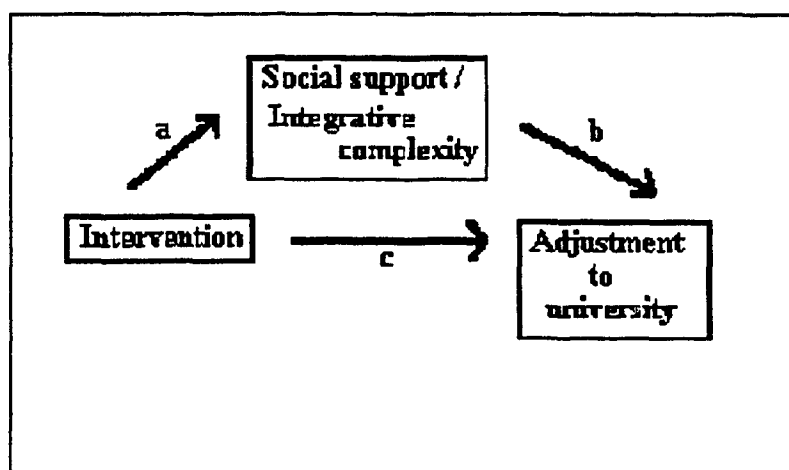 Social support /
Integrative
complexity
a
b
Intervention
c
Adjustment
to
university